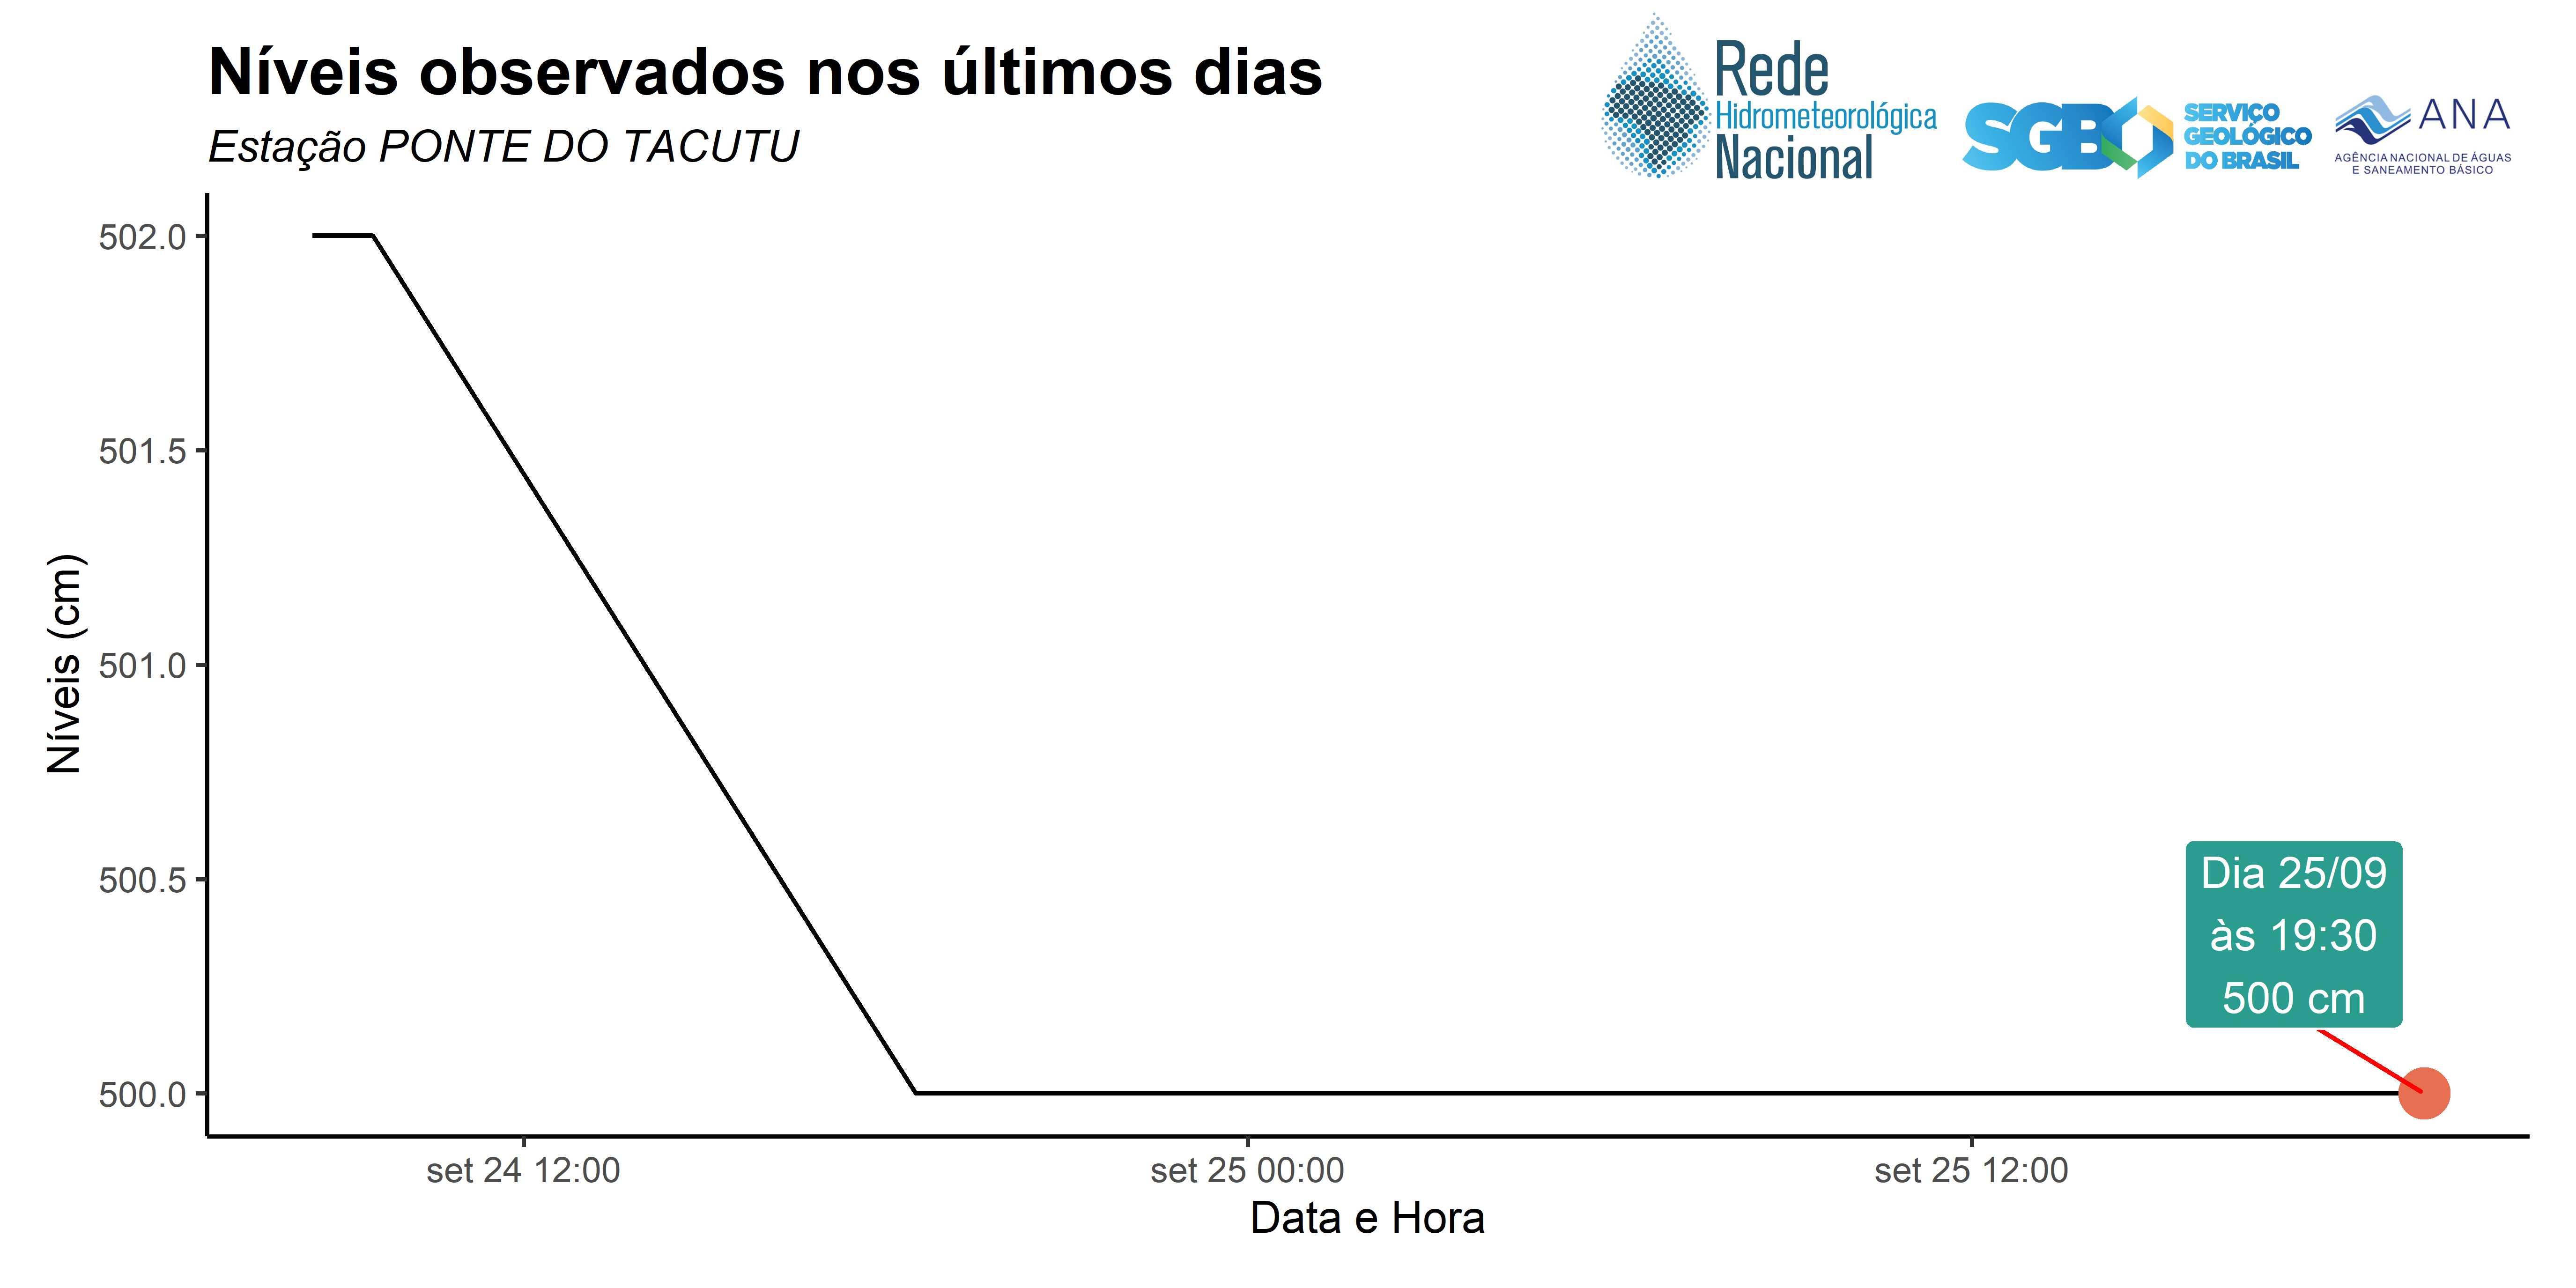 Níveis observados nos últimos dias
Estação PONTE DO TACUTU
Rede
Hidrometeorológica
Nacional
SGB
SERVIÇO
GEOLÓGICO
DO BRASIL
ANA
AGÊNCIA NACIONAL DE ÁGUAS
E SANEAMENTO BÁSICO
Níveis (cm)
502.0
501.5
501.0
500.5
500.0
Dia 25/09
às 19:30
500 cm
set 24 12:00
set 25 00:00
set 25 12:00
Data e Hora